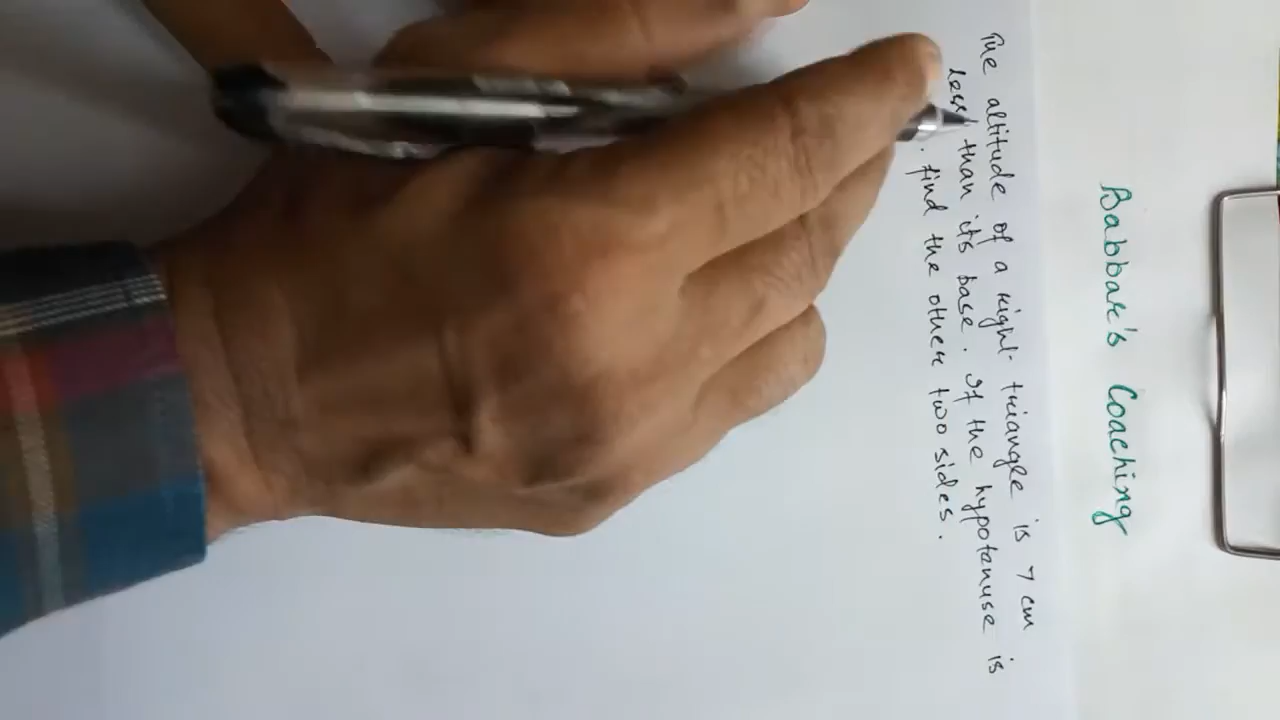 Babbar's Coaching
The altitude of a right triangle is 7 cm
less than its base. If the hypotenuse is
. find the other two sides.